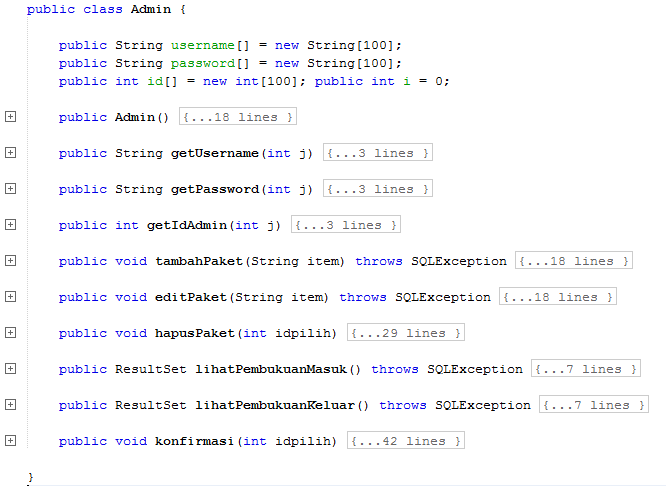 public class Admin {
public String username[] = new String[100];
public String password[] = new String[100];
public int id[] = new int[100]; public int i = 0;
public Admin() {...18 lines }
public String getUsername(int j) {...3 lines }
public String getPassword(int j) {...3 lines }
public int getIdAdmin(int j) {...3 lines }
public void tambahPaket(String item) throws SQLException {...18 lines }
public void editPaket(String item) throws SQLException {...18 lines }
public void hapusPaket(int idpilih) {...29 lines }
public ResultSet lihatPembukuanMasuk() throws SQLException {...7 lines }
public ResultSet lihatPembukuanKeluar() throws SQLException {...7 lines }
public void konfirmasi(int idpilih) {...42 lines }
}